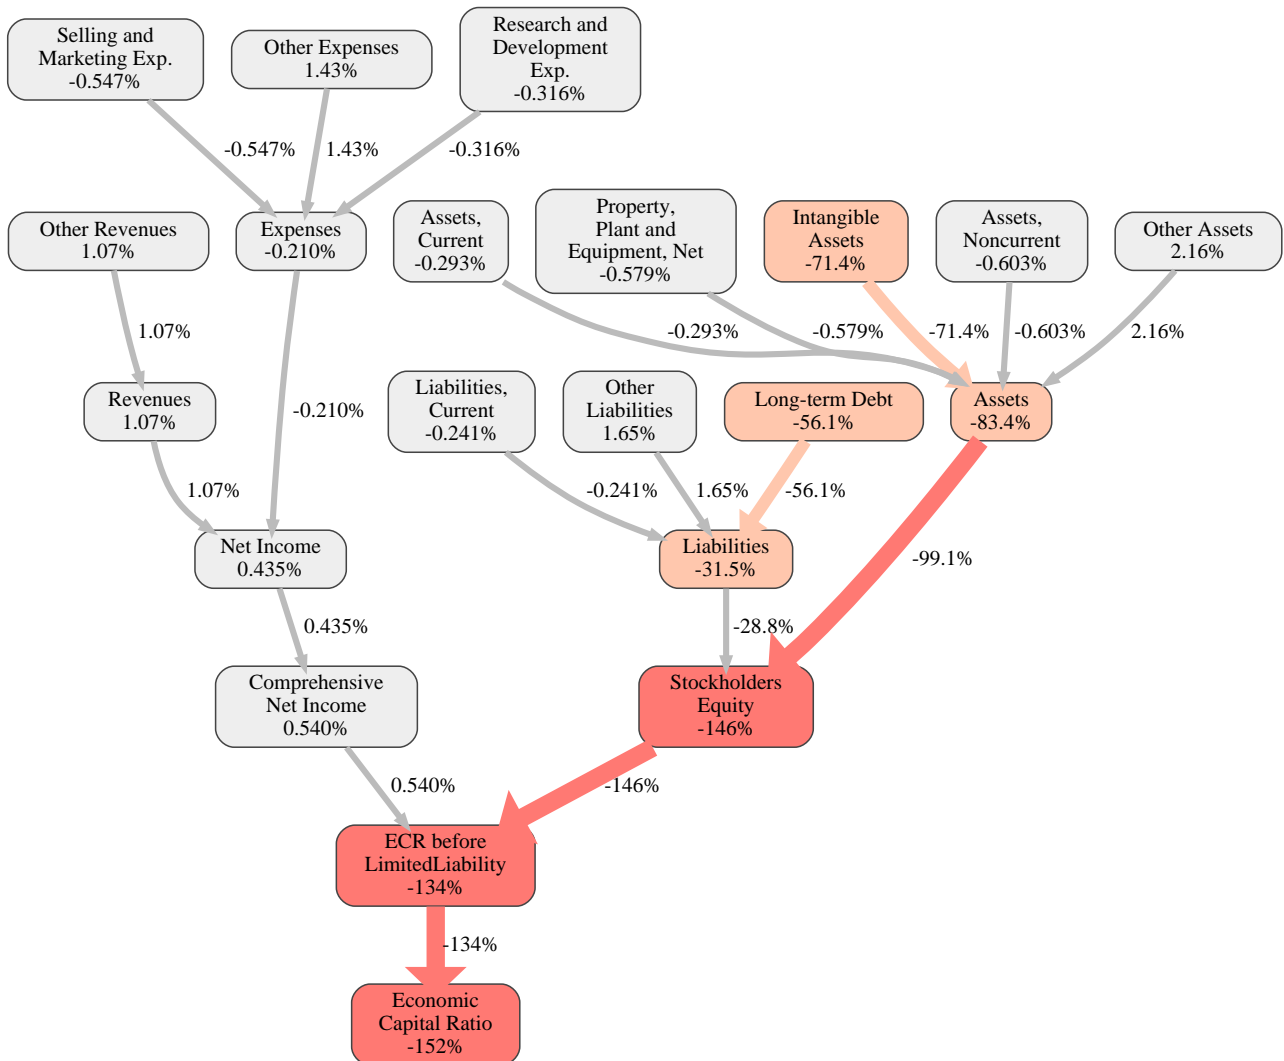 Selling and
Marketing Exp.
-0.547%
Other Expenses
1.43%
Research and
Development
Exp.
-0.316%
-0.547%
1.43%
-0.316%
Other Revenues
1.07%
Expenses
-0.210%
Assets,
Current
-0.293%
Property,
Plant and
Equipment, Net
-0.579%
Intangible
Assets
-71.4%
Assets,
Noncurrent
-0.603%
Other Assets
2.16%
1.07%
-0.293%
-0.579%
-71.4%
-0.603%
2.16%
Revenues
1.07%
-0.210%
Liabilities,
Current
-0.241%
Other
Liabilities
1.65%
Long-term Debt
-56.1%
Assets
-83.4%
1.07%
-0.241%
1.65%
-56.1%
Net Income
0.435%
Liabilities
-31.5%
-99.1%
0.435%
-28.8%
Comprehensive
Net Income
0.540%
Stockholders
Equity
-146%
0.540%
-146%
ECR before
LimitedLiability
-134%
-134%
Economic
Capital Ratio
-152%